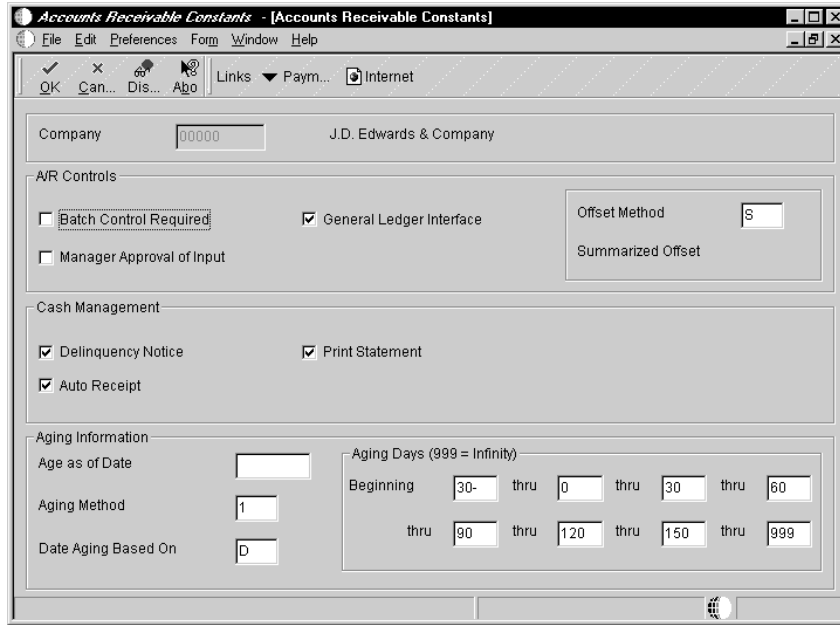 Accounts Receivable Constants - [Accounts Receivable Constants]
File Edit Preferences Form Window Help
OK Can... Dis... Abo Links Paym... Internet
Company 00000 J.D. Edwards & Company
A/R Controls
Batch Control Required General Ledger Interface Offset Method S
Manager Approval of Input Summarized Offset
Cash Management
Delinquency Notice Print Statement
Auto Receipt
Aging Information
Age as of Date Aging Days (999 = Infinity)
Beginning 30- thru 0 thru 30 thru 60
Aging Method 1
thru 90 thru 120 thru 150 thru 999
Date Aging Based On D